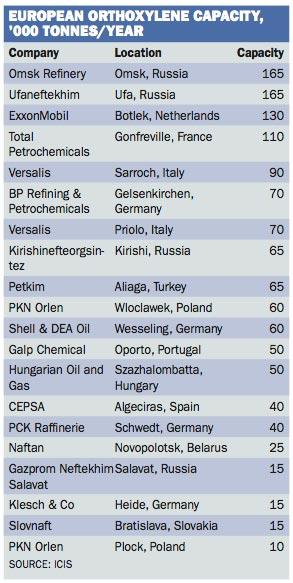 EUROPEAN ORTHOXYLENE CAPACITY,
'000 TONNES/YEAR
Company Location Capacity
Omsk Refinery Omsk, Russia 165
Ufaneftekhim Ufa, Russia 165
ExxonMobil Botlek, Netherlands 130
Total Gonfreville, France 110
Petrochemicals
Versalis Sarroch, Italy 90
BP Refining & Gelsenkirchen, 70
Petrochemicals Germany
Versalis Priolo, Italy 70
Kirishinefteorgsin- Kirishi, Russia 65
tez
Petkim Aliaga, Turkey 65
PKN Orlen Wloclawek, Poland 60
Shell & DEA Oil Wesseling, Germany 60
Galp Chemical Oporto, Portugal 50
Hungarian Oil and Szazhalombatta, 50
Gas Hungary
CEPSA Algeciras, Spain 40
PCK Raffinerie Schwedt, Germany 40
Naftan Novopolotsk, Belarus 25
Gazprom Neftekhim Salavat, Russia 15
Salavat
Klesch & Co Heide, Germany 15
Slovnaft Bratislava, Slovakia 15
PKN Orlen Plock, Poland 10
SOURCE: ICIS